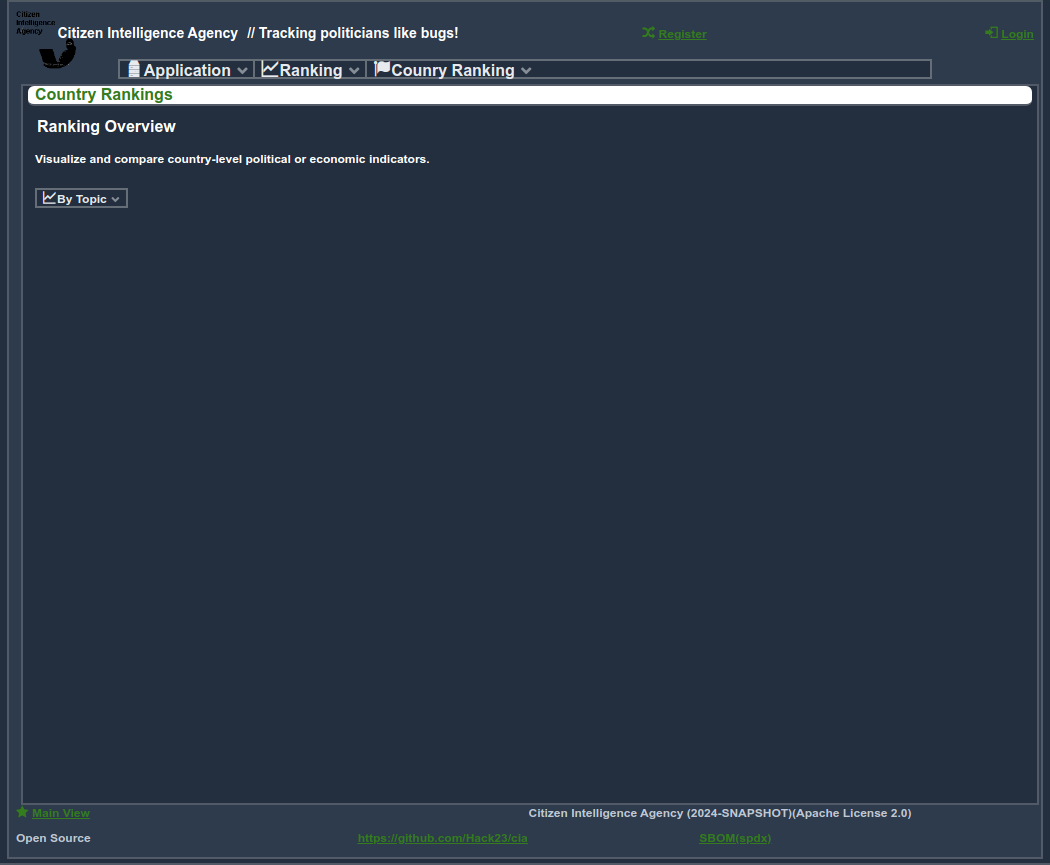 Citizen
Intelligence
Agency
Citizen Intelligence Agency // Tracking politicians like bugs!
Register
Login
Application
Ranking
Counry Ranking
Country Rankings
Ranking Overview
Visualize and compare country-level political or economic indicators.
By Topic
Main View
Citizen Intelligence Agency (2024-SNAPSHOT)(Apache License 2.0)
Open Source
https://github.com/Hack23/cia
SBOM(spdx)